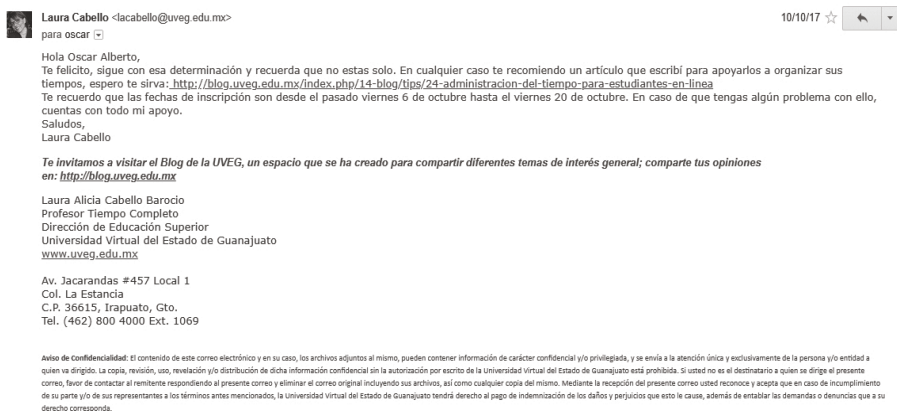 Laura Cabello <lacabello@uveg.edu.mx>
10/10/17
para oscar
Hola Oscar Alberto,
Te felicito, sigue con esa determinación y recuerda que no estas solo. En cualquier caso te recomiendo un artículo que escribí para apoyarlos a organizar sus
tiempos, espero te sirva: http://blog.uveg.edu.mx/index.php/14-blog/tips/24-administracion-del-tiempo-para-estudiantes-en-linea
Te recuerdo que las fechas de inscripción son desde el pasado viernes 6 de octubre hasta el viernes 20 de octubre. En caso de que tengas algún problema con ello,
cuentas con todo mi apoyo.
Saludos,
Laura Cabello
Te invitamos a visitar el Blog de la UVEG, un espacio que se ha creado para compartir diferentes temas de interés general; comparte tus opiniones
en: http://blog.uveg.edu.mx
Laura Alicia Cabello Barocio
Profesor Tiempo Completo
Dirección de Educación Superior
Universidad Virtual del Estado de Guanajuato
www.uveg.edu.mx
Av. Jacarandas #457 Local 1
Col. La Estancia
C.P. 36615, Irapuato, Gto.
Tel. (462) 800 4000 Ext. 1069
Aviso de Confidencialidad: El contenido de este correo electrónico y en su caso, los archivos adjuntos al mismo, pueden contener información de carácter confidencial y/o privilegiada, y se envía a la atención única y exclusivamente de la persona y/o entidad a
quien va dirigido. La copia, revisión, uso, revelación y/o distribución de dicha información confidencial sin la autorización por escrito de la Universidad Virtual del Estado de Guanajuato está prohibida. Si usted no es el destinatario a quien se dirige el presente
correo, favor de contactar al remitente respondiendo al presente correo y eliminar el correo original incluyendo sus archivos, así como cualquier copia del mismo. Mediante la recepción del presente correo usted reconoce y acepta que en caso de incumplimiento
de su parte y/o de sus representantes a los términos antes mencionados, la Universidad Virtual del Estado de Guanajuato tendrá derecho al pago de indemnización de los daños y perjuicios que esto le cause, además de entablar las demandas o denuncias que a su
derecho corresponda.